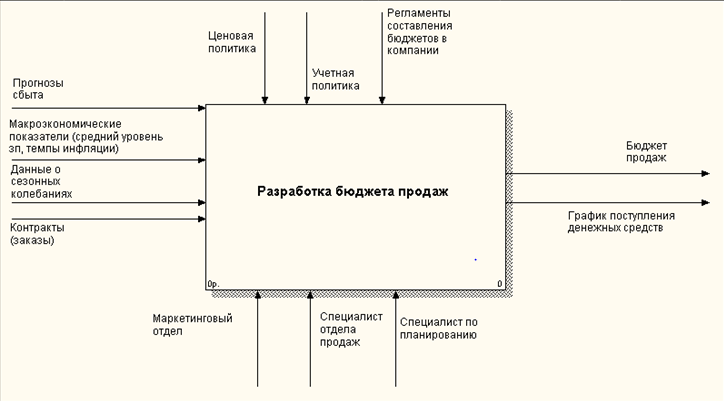 Ценовая
политика
Учетная
политика
Регламенты
составления
бюджетов в
компании
Прогнозы
сбыта
Макроэкономические
показатели (средний уровень
зп, темпы инфляции)
Данные о
сезонных
колебаниях
Контракты
(заказы)
Разработка бюджета продаж
0р.
0
Бюджет
продаж
График поступления
денежных средств
Маркетинговый
отдел
Специалист
отдела
продаж
Специалист по
планированию